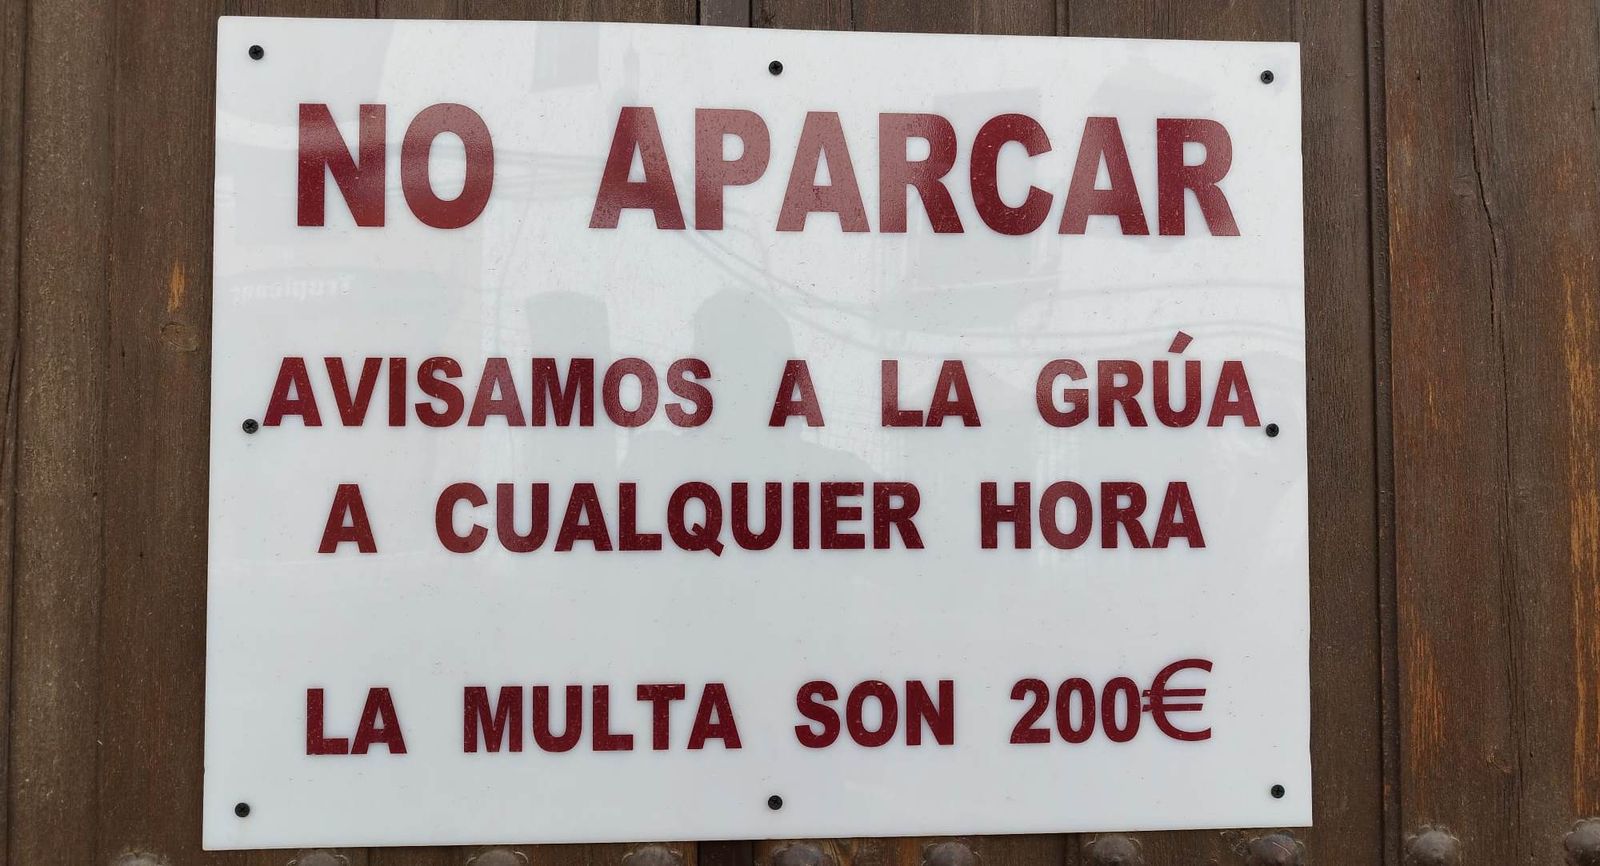 NO APARCAR
AVISAMOS A LA GRÚA
A CUALQUIER HORA
LA MULTA SON 200€